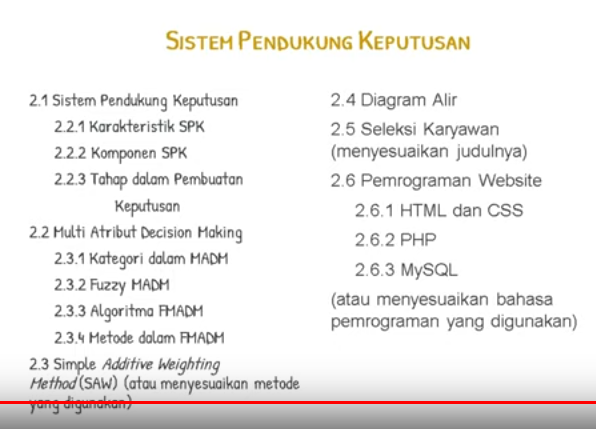 SISTEM PENDUKUNG KEPUTUSAN
2.1 Sistem Pendukung Keputusan
2.2.1 Karakteristik SPK
2.2.2 Komponen SPK
2.2.3 Tahap dalam Pembuatan
Keputusan
2.2 Multi Atribut Decision Making
2.3.1 Kategori dalam MADM
2.3.2 Fuzzy MADM
2.3.3 Algoritma FMADM
2.3.4 Metode dalam FMADM
2.3 Simple Additive Weighting
Method (SAW) (atau menyesuaikan metode
yang digunakan)
2.4 Diagram Alir
2.5 Seleksi Karyawan
(menyesuaikan judulnya)
2.6 Pemrograman Website
2.6.1 HTML dan CSS
2.6.2 PHP
2.6.3 MySQL
(atau menyesuaikan bahasa
pemrograman yang digunakan)